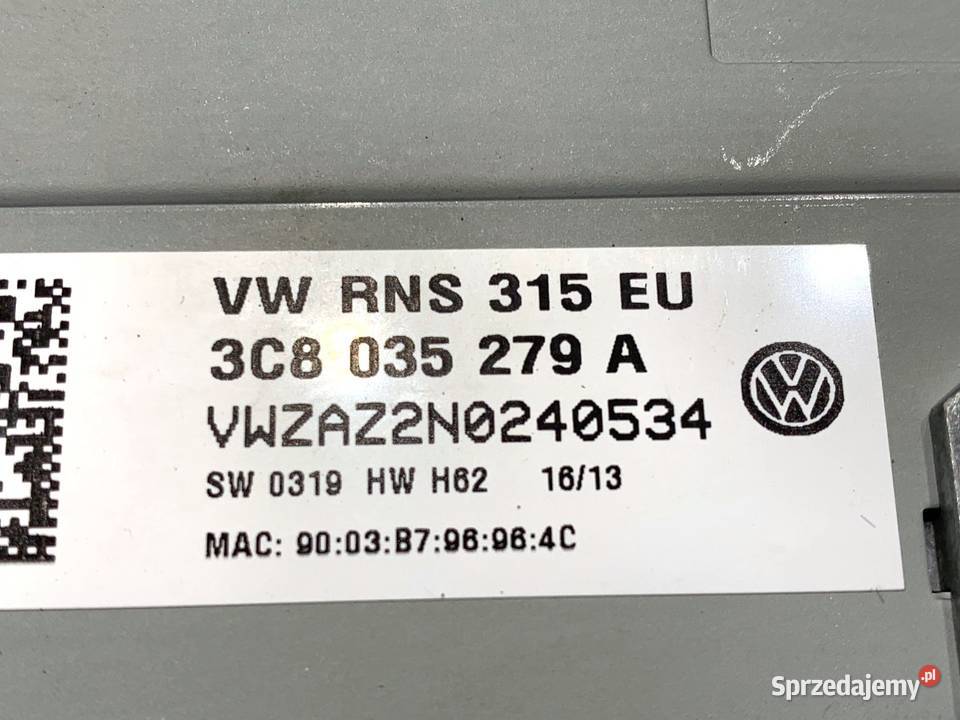 VW RNS 315 EU
3C8 035 279 A
VWZAZ2N0240534
SW 0319 HW H62 16/13
MAC: 90:03:B7:96:96:4C
Sprzedajemy.pl